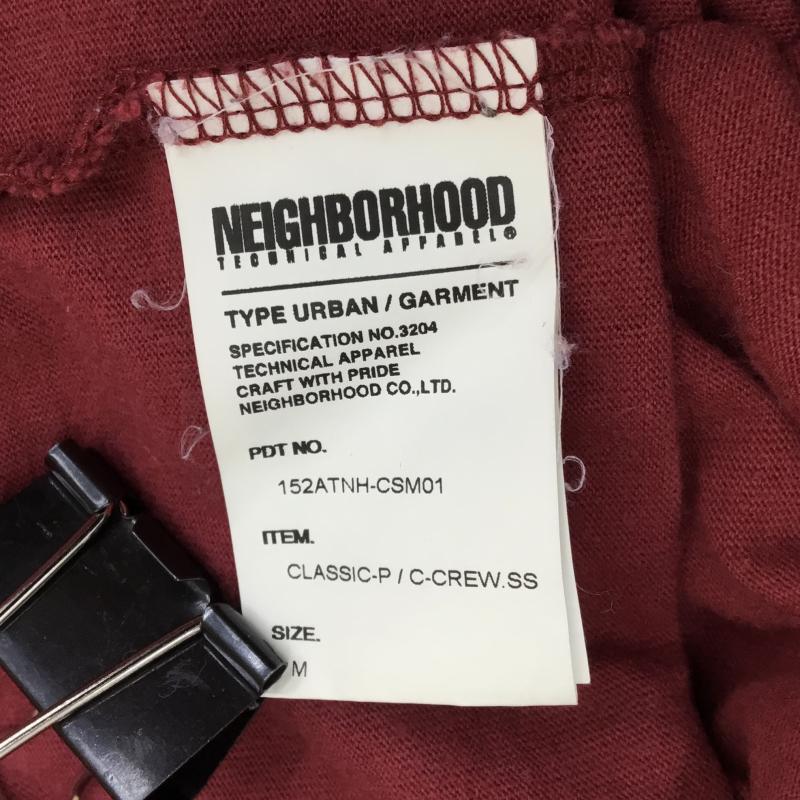 NEIGHBORHOOD
TECHNICAL APPAREL®
TYPE URBAN / GARMENT
SPECIFICATION NO.3204
TECHNICAL APPAREL
CRAFT WITH PRIDE
NEIGHBORHOOD CO.,LTD.
PDT NO.
152ATNH-CSM01
ITEM.
CLASSIC-P / C-CREW.SS
SIZE.
M